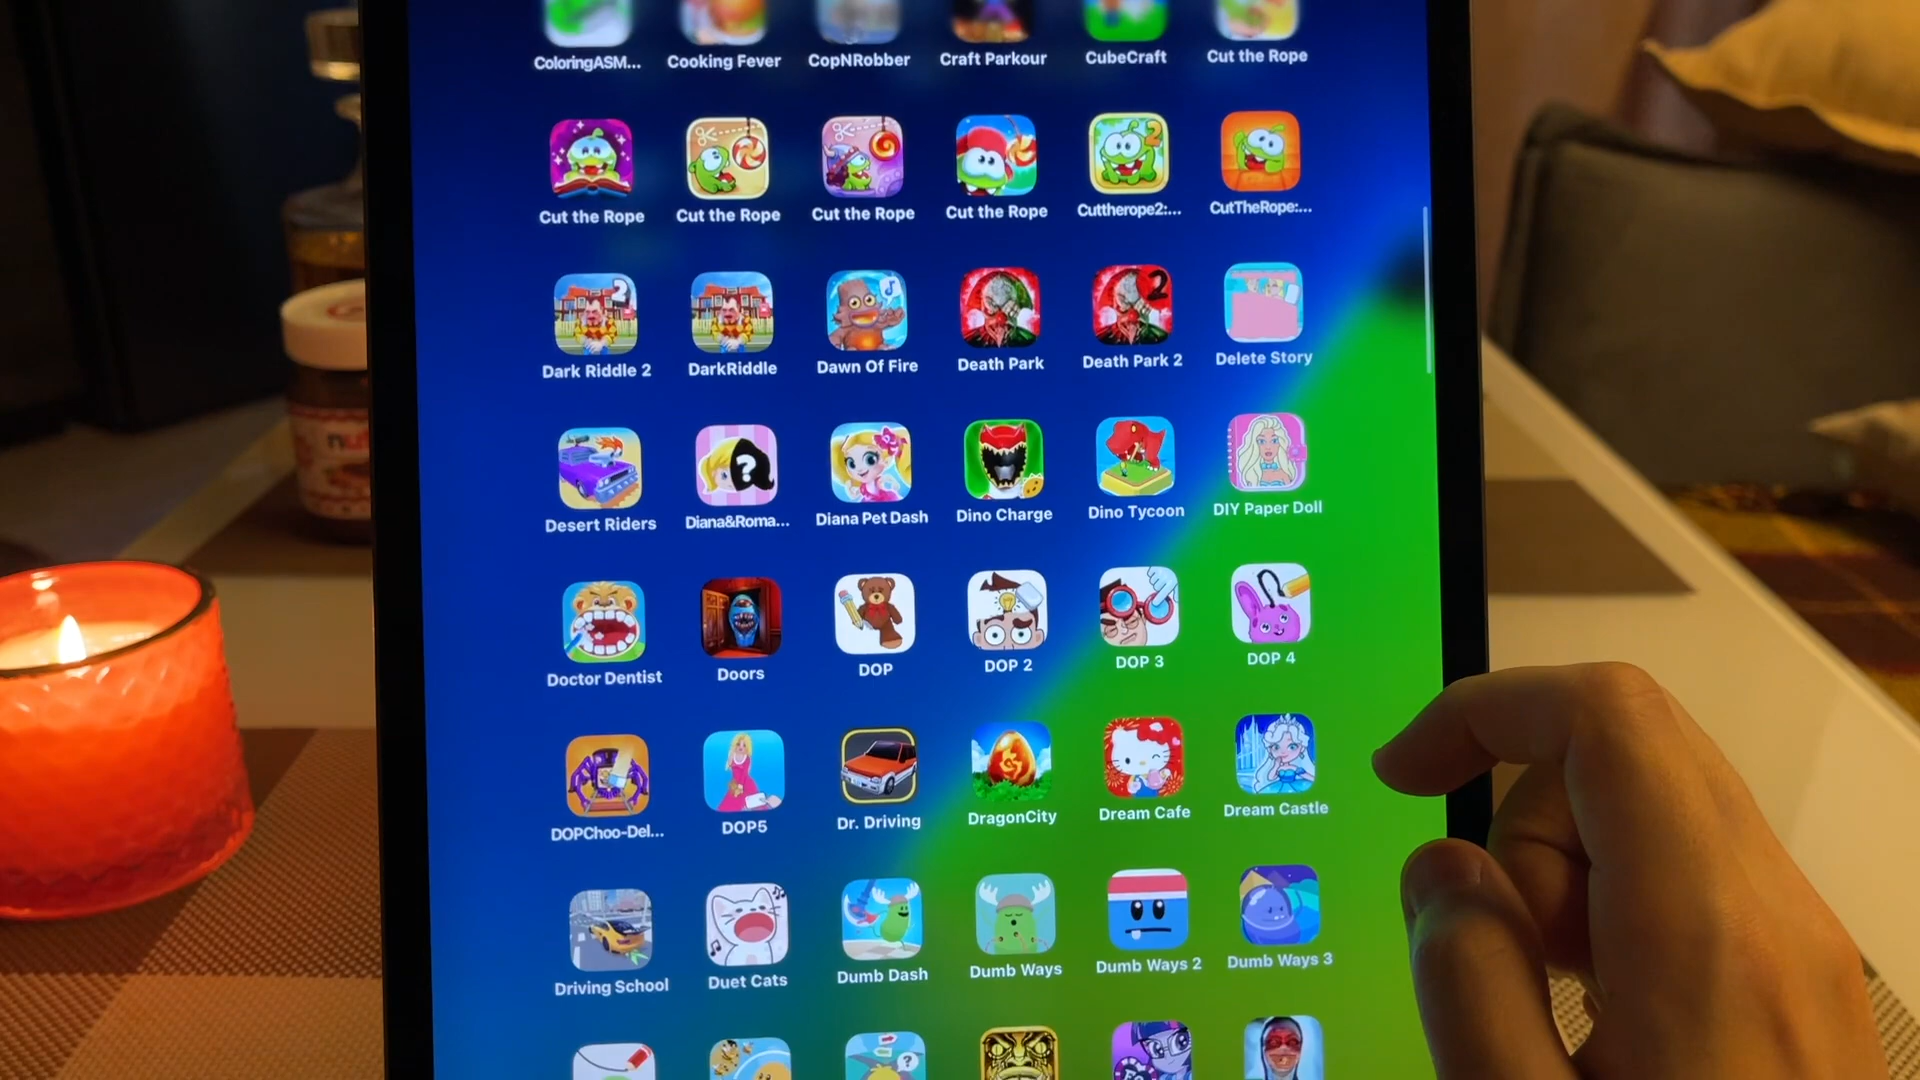 ColoringASM...
Cooking Fever
CopNRobber
Craft Parkour
CubeCraft
Cut the Rope
Cut the Rope
Cut the Rope
Cut the Rope
Cut the Rope
2
Cuttherope2:...
CutTheRope:...
2
Dark Riddle 2
DarkRiddle
Dawn Of Fire
Death Park
2
Death Park 2
Delete Story
Desert Riders
?
Diana&Roma...
Diana Pet Dash
Dino Charge
Dino Tycoon
DIY Paper Doll
Doctor Dentist
Doors
DOP
DOP 2
DOP 3
DOP 4
DOPChoo-Del...
DOP5
Dr. Driving
DragonCity
Dream Cafe
Dream Castle
Driving School
Duet Cats
Dumb Dash
Dumb Ways
Dumb Ways 2
Dumb Ways 3
?